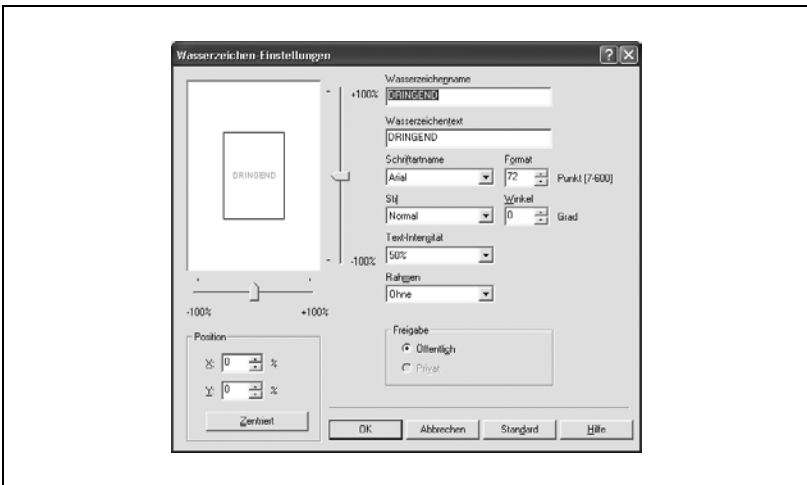 Wasserzeichen-Einstellungen
DRINGEND
+100%
-100%
-100% +100%
Position
X: 0 %
Y: 0 %
Zentriert
Wasserzeichenname
DRINGEND
Wasserzeichentext
DRINGEND
Schriftartname Format
Arial 72 Punkt [7-600]
Stil Winkel
Normal 0 Grad
Text-Intensität
50%
Rahmen
Ohne
Freigabe
Öffentlich
Privat
OK Abbrechen Standard Hilfe